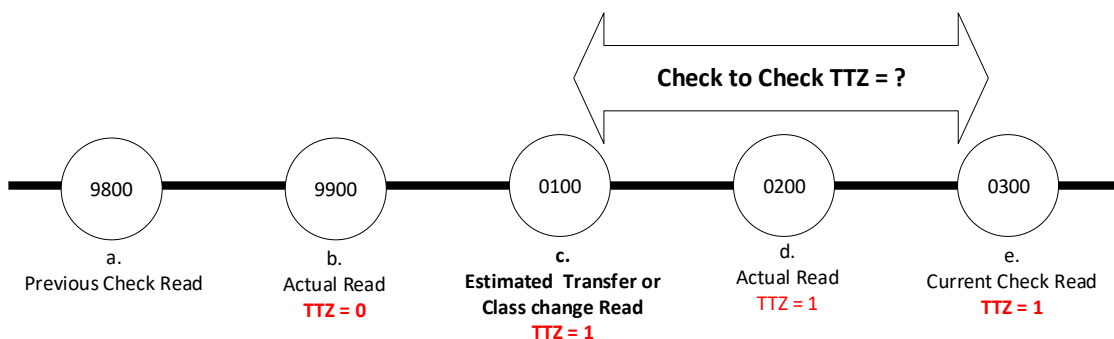 Check to Check TTZ = ?
9800
9900
0100
0200
0300
a.
Previous Check Read
b.
Actual Read
TTZ = 0
c.
Estimated Transfer or
Class change Read
TTZ = 1
d.
Actual Read
TTZ = 1
e.
Current Check Read
TTZ = 1